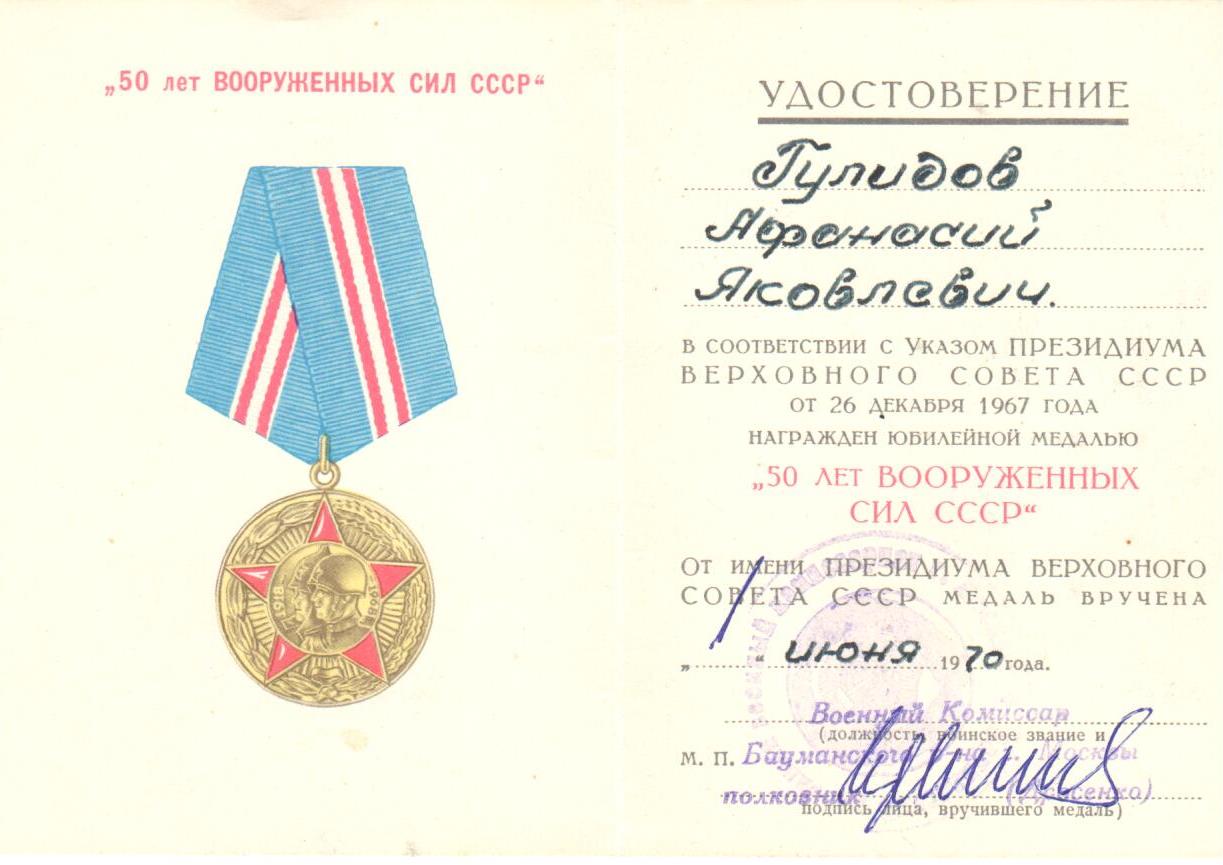 „50 лет ВООРУЖЕННЫХ СИЛ СССР“
УДОСТОВЕРЕНИЕ
Гулидов
Афанасий
Яковлевич.
В СООТВЕТСТВИИ С УКАЗОМ ПРЕЗИДИУМА
ВЕРХОВНОГО СОВЕТА СССР
ОТ 26 ДЕКАБРЯ 1967 ГОДА
НАГРАЖДЕН ЮБИЛЕЙНОЙ МЕДАЛЬЮ
„50 ЛЕТ ВООРУЖЕННЫХ
СИЛ СССР“
ОТ ИМЕНИ ПРЕЗИДИУМА ВЕРХОВНОГО
СОВЕТА СССР МЕДАЛЬ ВРУЧЕНА
„1“ июня 1970 года.
Военный Комиссар
(должность, воинское звание и
М. П. Бауманского р-на г. Москвы
полковник
подпись лица, вручившего медаль)
1918
1968